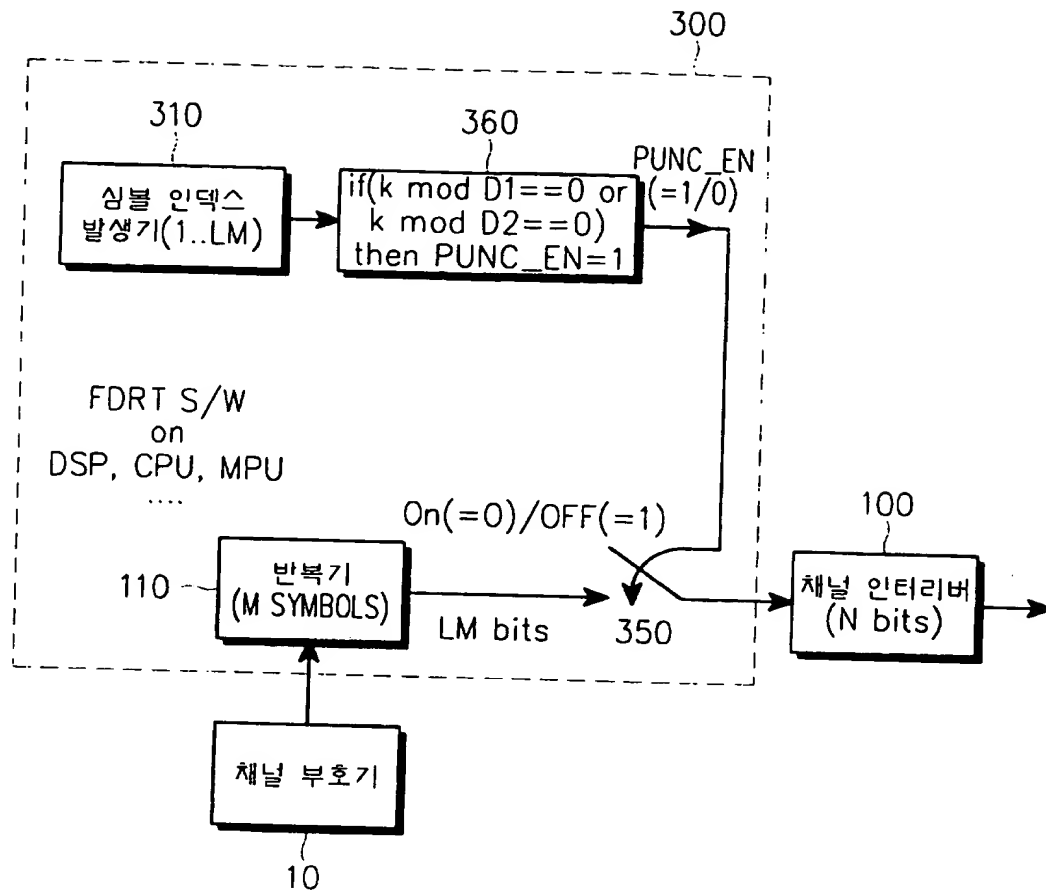 300
310
360
심볼 인덱스
발생기(1..LM)
if(k mod D1==0 or
k mod D2==0)
then PUNC_EN=1
PUNC_EN
(=1/0)
FDRT S/W
on
DSP, CPU, MPU
....
On(=0)/OFF(=1)
110
반복기
(M SYMBOLS)
LM bits
350
100
채널 인터리버
(N bits)
채널 부호기
10